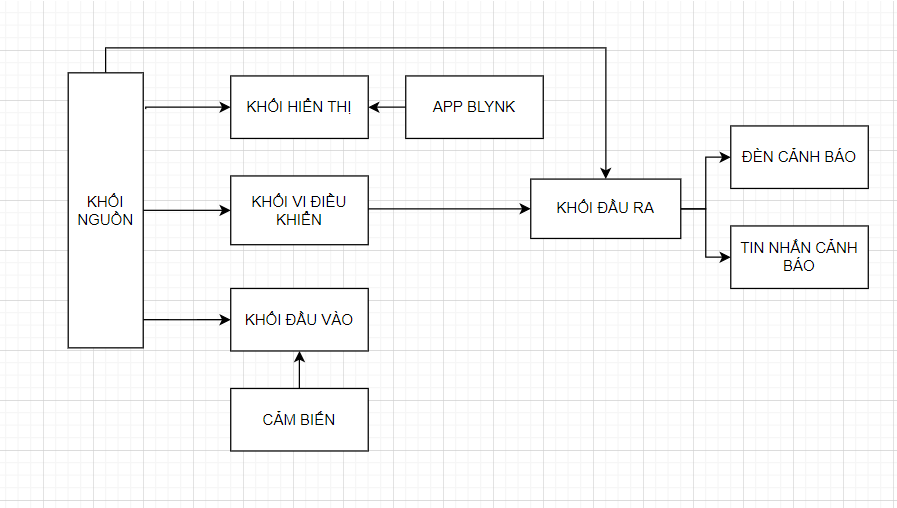 KHỐI
NGUỒN
KHỐI HIỂN THỊ
APP BLYNK
KHỐI VI ĐIỀU
KHIỂN
KHỐI ĐẦU VÀO
CẢM BIẾN
KHỐI ĐẦU RA
ĐÈN CẢNH BÁO
TIN NHẮN CẢNH
BÁO